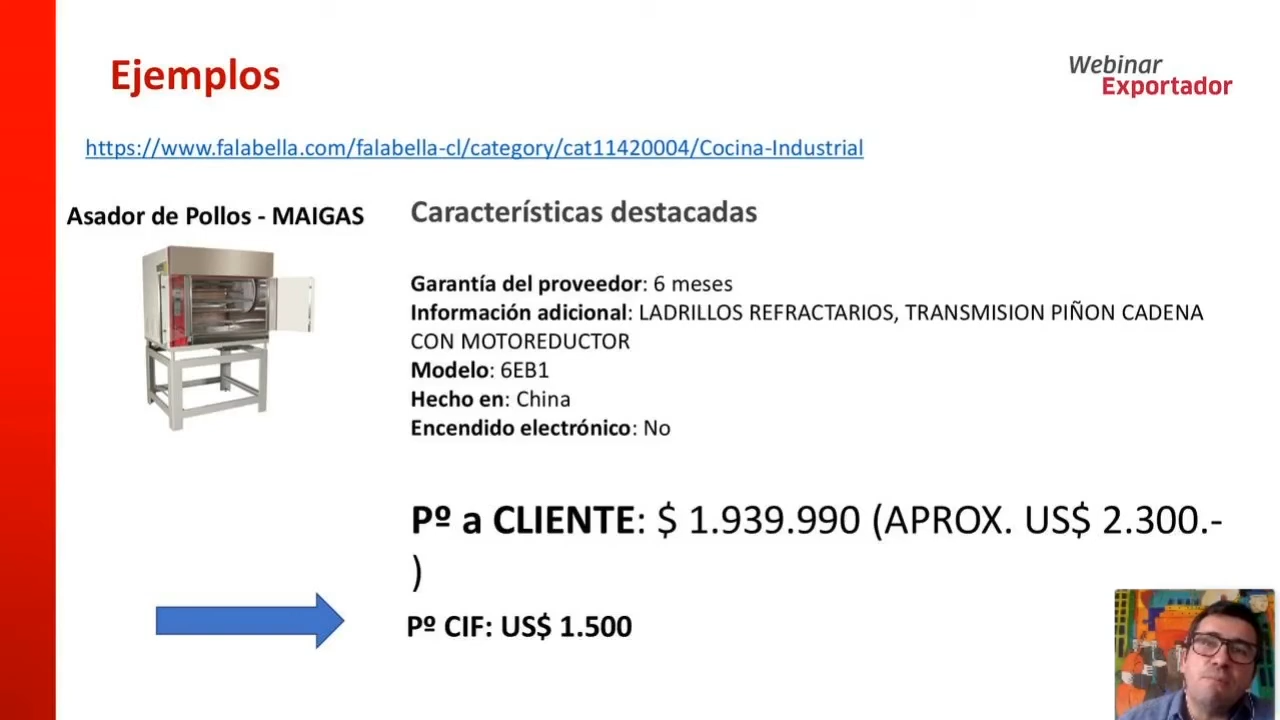 Ejemplos
Webinar
Exportador
https://www.falabella.com/falabella-cl/category/cat11420004/Cocina-Industrial
Asador de Pollos - MAIGAS
Características destacadas
Garantía del proveedor: 6 meses
Información adicional: LADRILLOS REFRACTARIOS, TRANSMISION PIÑON CADENA
CON MOTOREDUCTOR
Modelo: 6EB1
Hecho en: China
Encendido electrónico: No
Pº a CLIENTE: $ 1.939.990 (APROX. US$ 2.300.-
)
Pº CIF: US$ 1.500